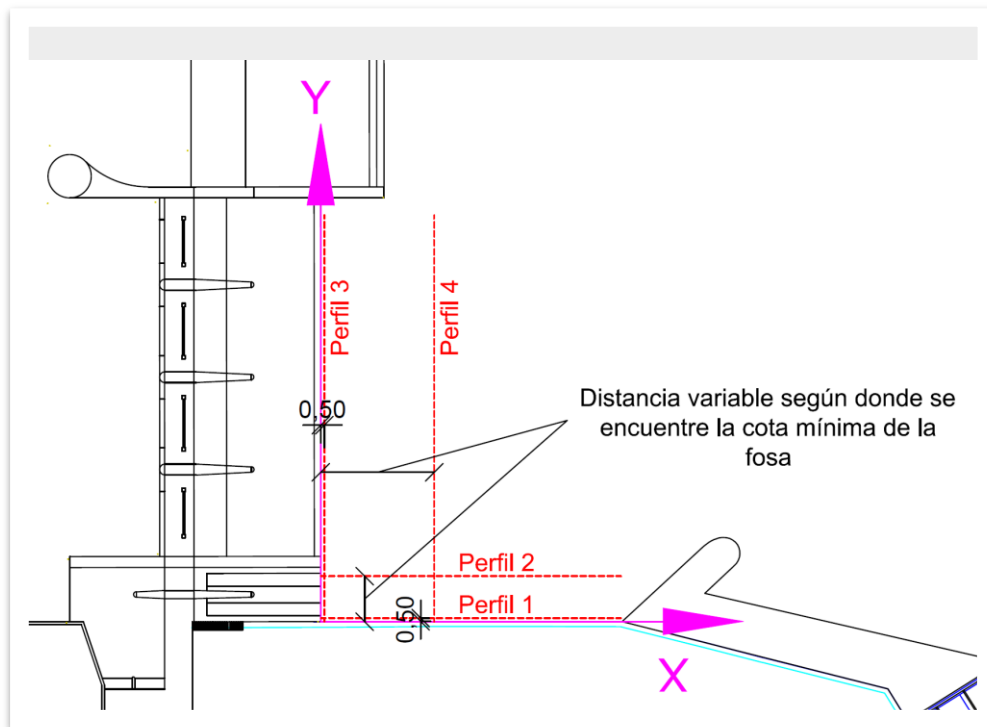 Y
Perfil 3
Perfil 4
0,50
Distancia variable según donde se
encuentre la cota mínima de la
fosa
Perfil 2
Perfil 1
0,50
X